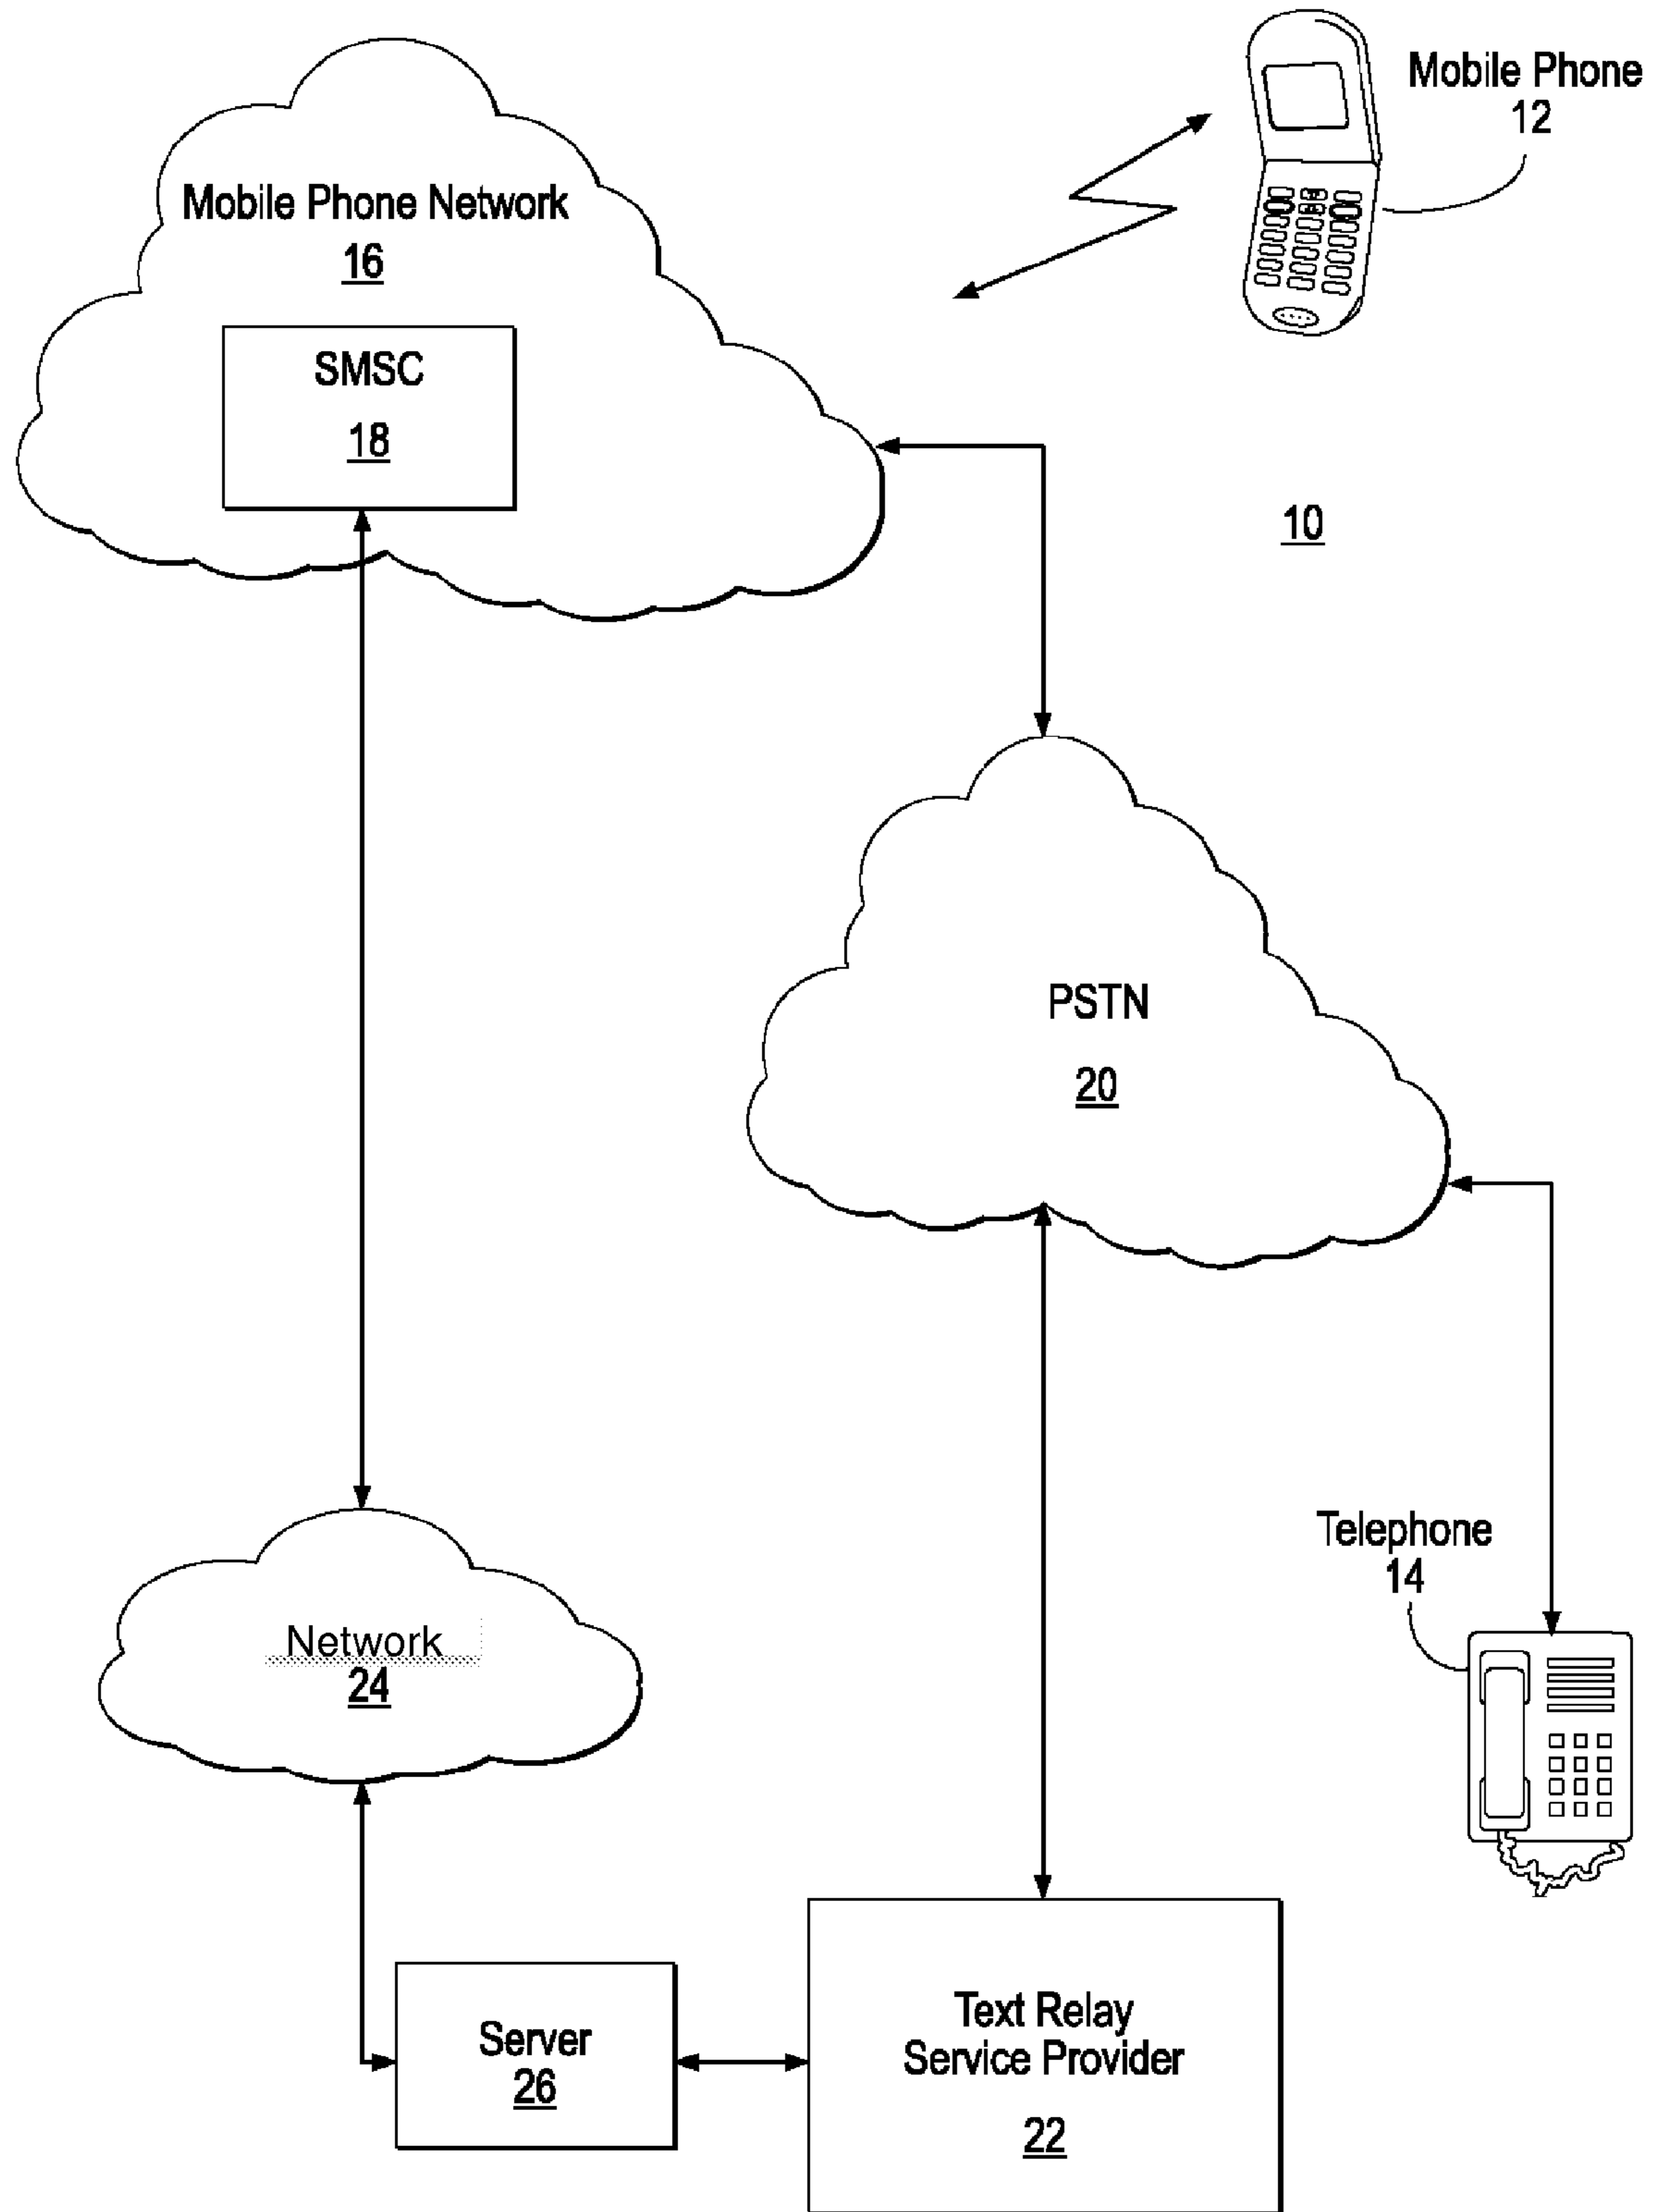 Mobile Phone
12
Mobile Phone Network
16
SMSC
18
10
PSTN
20
Telephone
14
Network
24
Server
26
Text Relay
Service Provider
22